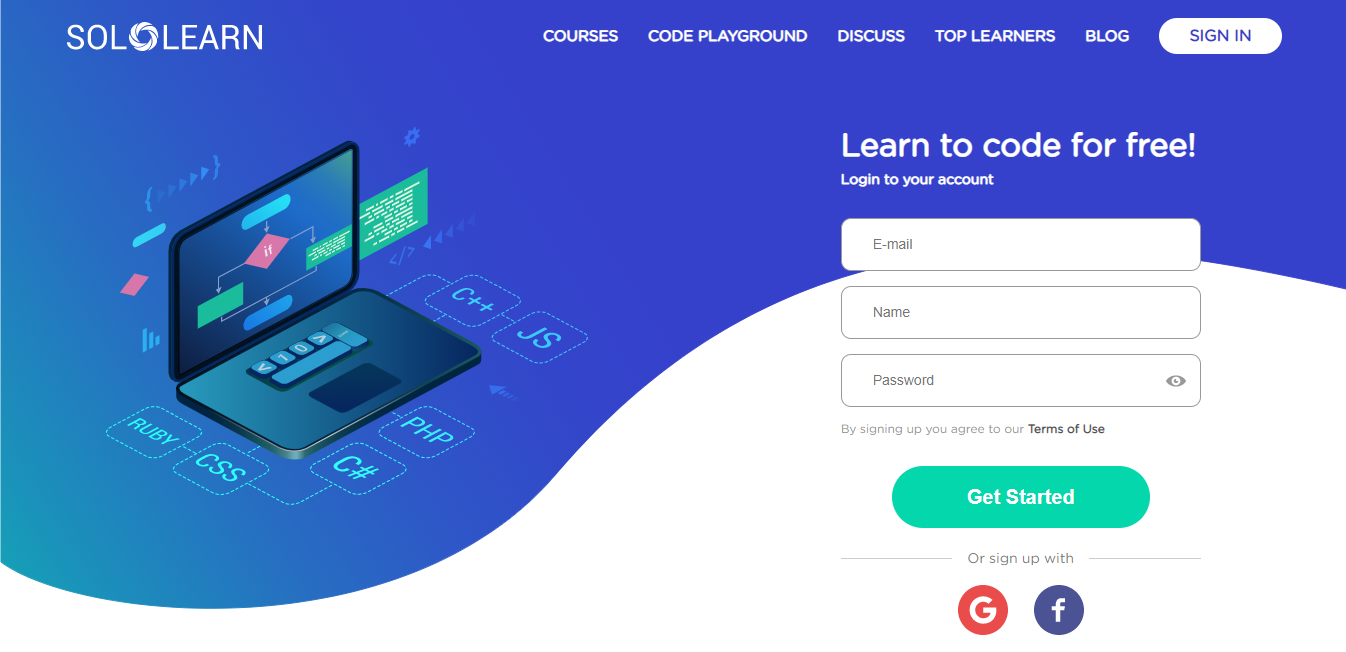 SOLOLEARN
COURSES CODE PLAYGROUND DISCUSS TOP LEARNERS BLOG SIGN IN
Learn to code for free!
Login to your account
E-mail
Name
Password
By signing up you agree to our Terms of Use
Get Started
Or sign up with
G f
{ }
if
</?
C++
JS
V 1 0 A I
RUBY
CSS
C#
PHP